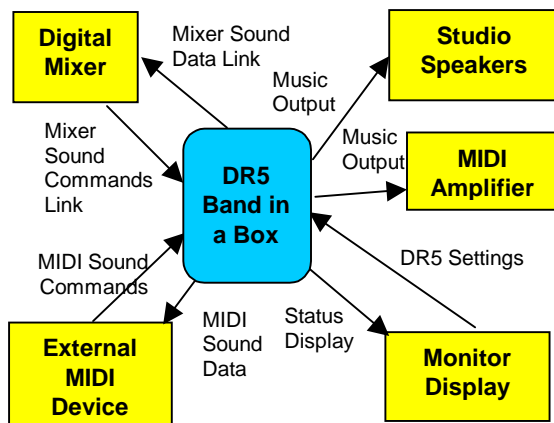 Digital
Mixer
Mixer Sound
Data Link
Studio
Speakers
Music
Output
Mixer
Sound
Commands
Link
DR5
Band in
a Box
Music
Output
MIDI
Amplifier
MIDI Sound
Commands
DR5 Settings
MIDI
Sound
Data
Status
Display
External
MIDI
Device
Monitor
Display